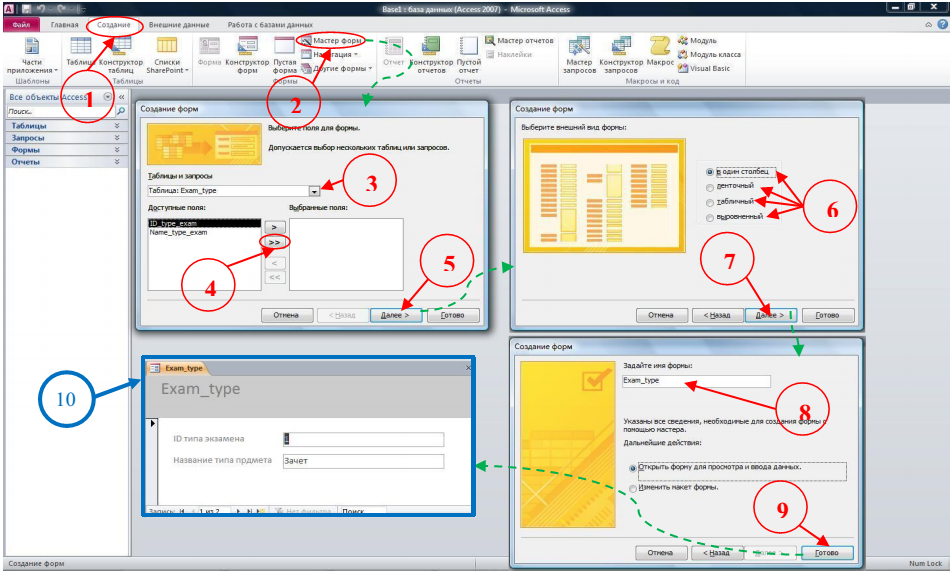 Base1 : база данных (Access 2007) - Microsoft Access
Файл Главная Создание Внешние данные Работа с базами данных
Части приложения Таблица Конструктор таблиц Списки SharePoint Форма Конструктор форм Пустая форма Мастер форм Навигация Другие формы Отчет Конструктор отчетов Пустой отчет Мастер отчетов Наклейки Мастер запросов Конструктор запросов Макрос Модуль Модуль класса Visual Basic
Шаблоны Таблицы Формы Отчеты Макросы и код
Все объекты Access
Поиск...
Таблицы
Запросы
Формы
Отчеты
1
2
Создание форм
Выберите поля для формы.
Допускается выбор нескольких таблиц или запросов.
Таблицы и запросы
Таблица: Exam_type
3
Доступные поля: Выбранные поля:
ID_type_exam
Name_type_exam
>
>>
<
<<
4
5
Отмена < Назад Далее > Готово
Создание форм
Выберите внешний вид формы:
в один столбец
ленточный
табличный
выровненный
6
7
Отмена < Назад Далее > Готово
Создание форм
Задайте имя формы:
Exam_type
8
Указаны все сведения, необходимые для создания формы с
помощью мастера.
Дальнейшие действия:
Открыть форму для просмотра и ввода данных.
Изменить макет формы.
9
Отмена < Назад Далее > Готово
10
Exam_type
Exam_type
ID типа экзамена 1
Название типа прдмета Зачет
Запись: 1 из 2 Нет фильтра Поиск
Создание форм Num Lock